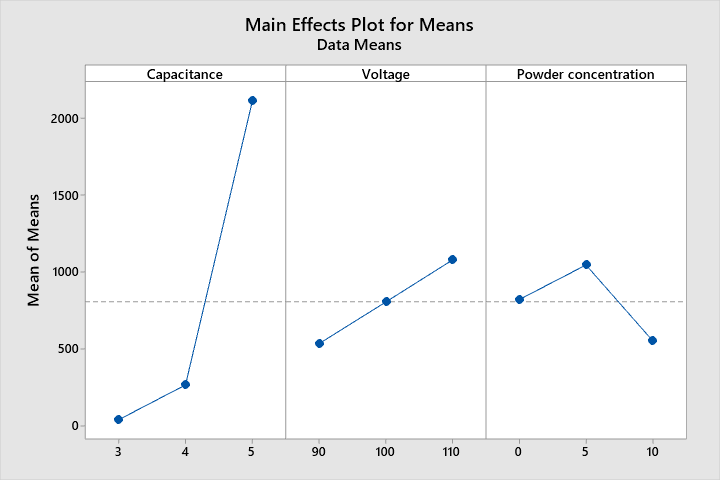 Main Effects Plot for Means
Data Means
Capacitance
Voltage
Powder concentration
Mean of Means
2000
1500
1000
500
0
3 4 5
90 100 110
0 5 10